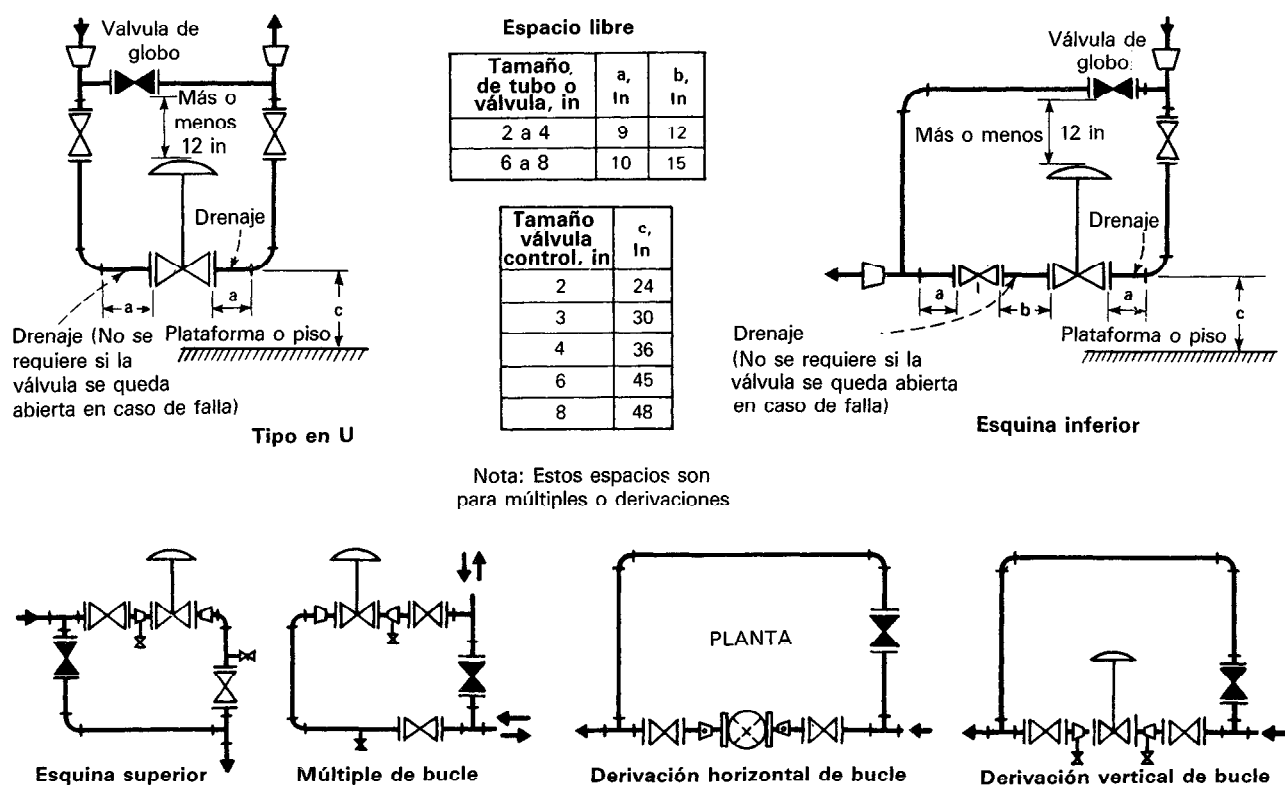 Valvula de
globo
Más o
menos
12 in
Drenaje
a
a
c
Drenaje (No se
requiere si la
válvula se queda
abierta en caso de falla)
Plataforma o piso
Tipo en U
Espacio libre
Tamaño, a, b,
de tubo o
válvula, in In In
2 a 4 9 12
6 a 8 10 15
Tamaño c,
válvula In
control. in
2 24
3 30
4 36
6 45
8 48
Nota: Estos espacios son
para múltiples o derivaciones
Válvula de
globo
Más o menos 12 in
Drenaje
a
b
a
c
Drenaje
(No se requiere si la
válvula se queda abierta
en caso de falla)
Plataforma o piso
Esquina inferior
Esquina superior
Múltiple de bucle
PLANTA
Derivación horizontal de bucle
Derivación vertical de bucle